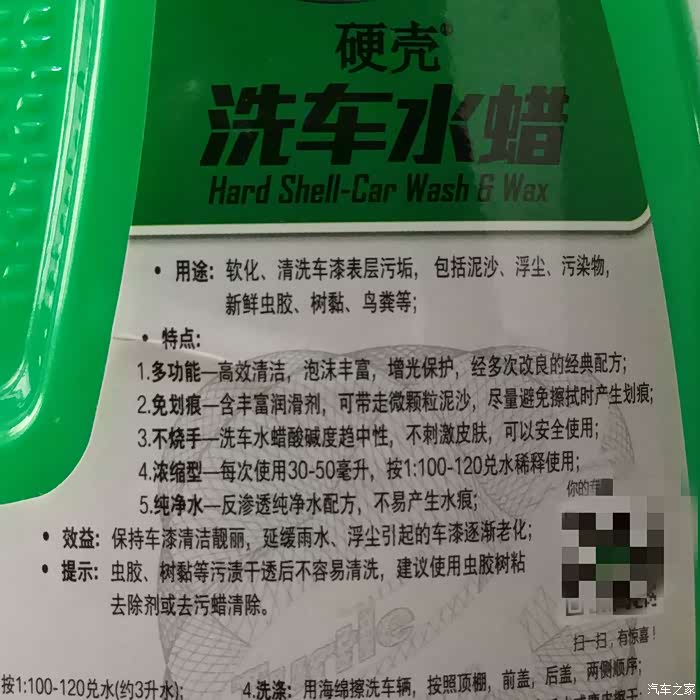 硬壳®
洗车水蜡
Hard Shell-Car Wash & Wax
• 用途: 软化、清洗车漆表层污垢, 包括泥沙、浮尘、污染物,
新鲜虫胶、树黏、鸟粪等;
• 特点:
1.多功能—高效清洁, 泡沫丰富, 增光保护, 经多次改良的经典配方;
2.免划痕—含丰富润滑剂, 可带走微颗粒泥沙, 尽量避免擦拭时产生划痕;
3.不烧手—洗车水蜡酸碱度趋中性, 不刺激皮肤, 可以安全使用;
4.浓缩型—每次使用30-50毫升, 按1:100-120兑水稀释使用;
5.纯净水—反渗透纯净水配方, 不易产生水痕;
你的专
• 效益: 保持车漆清洁靓丽, 延缓雨水、浮尘引起的车漆逐渐老化;
• 提示: 虫胶、树黏等污渍干透后不容易清洗, 建议使用虫胶树粘
去除剂或去污蜡清除。
扫一扫, 有惊喜!
Turtle
按1:100-120兑水(约3升水);
4.洗涤: 用海绵擦洗车辆, 按照顶棚, 前盖, 后盖, 两侧顺序;
汽车之家